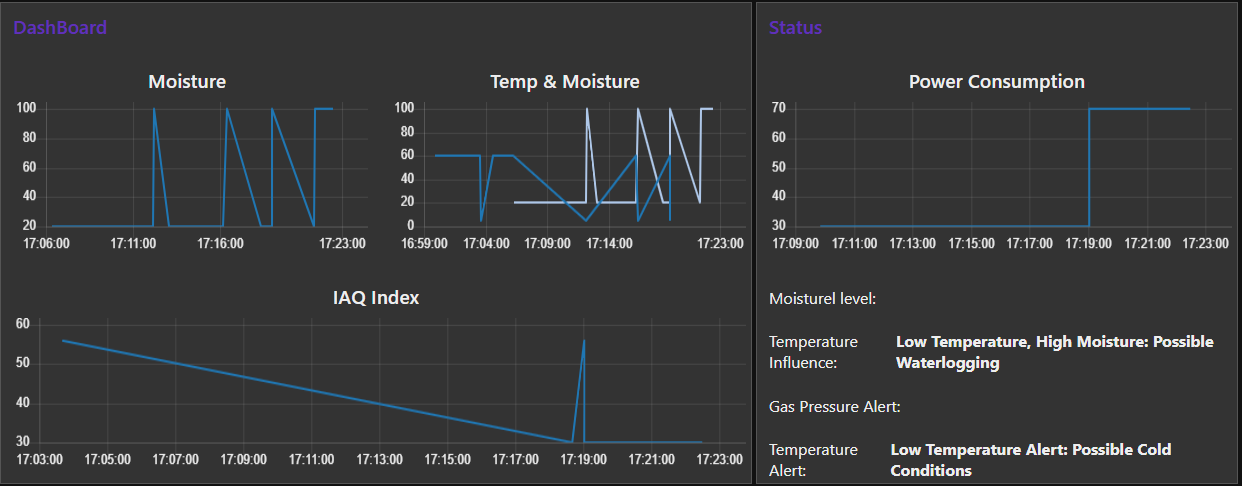 DashBoard
Moisture
100
80
60
40
20
17:06:00 17:11:00 17:16:00 17:23:00
Temp & Moisture
100
80
60
40
20
0
16:59:00 17:04:00 17:09:00 17:14:00 17:23:00
IAQ Index
60
50
40
30
17:03:00 17:05:00 17:07:00 17:09:00 17:11:00 17:13:00 17:15:00 17:17:00 17:19:00 17:21:00 17:23:00
Status
Power Consumption
70
60
50
40
30
17:09:00 17:11:00 17:13:00 17:15:00 17:17:00 17:19:00 17:21:00 17:23:00
Moisturel level:
Temperature Influence:
Low Temperature, High Moisture: Possible
Waterlogging
Gas Pressure Alert:
Temperature Alert:
Low Temperature Alert: Possible Cold
Conditions